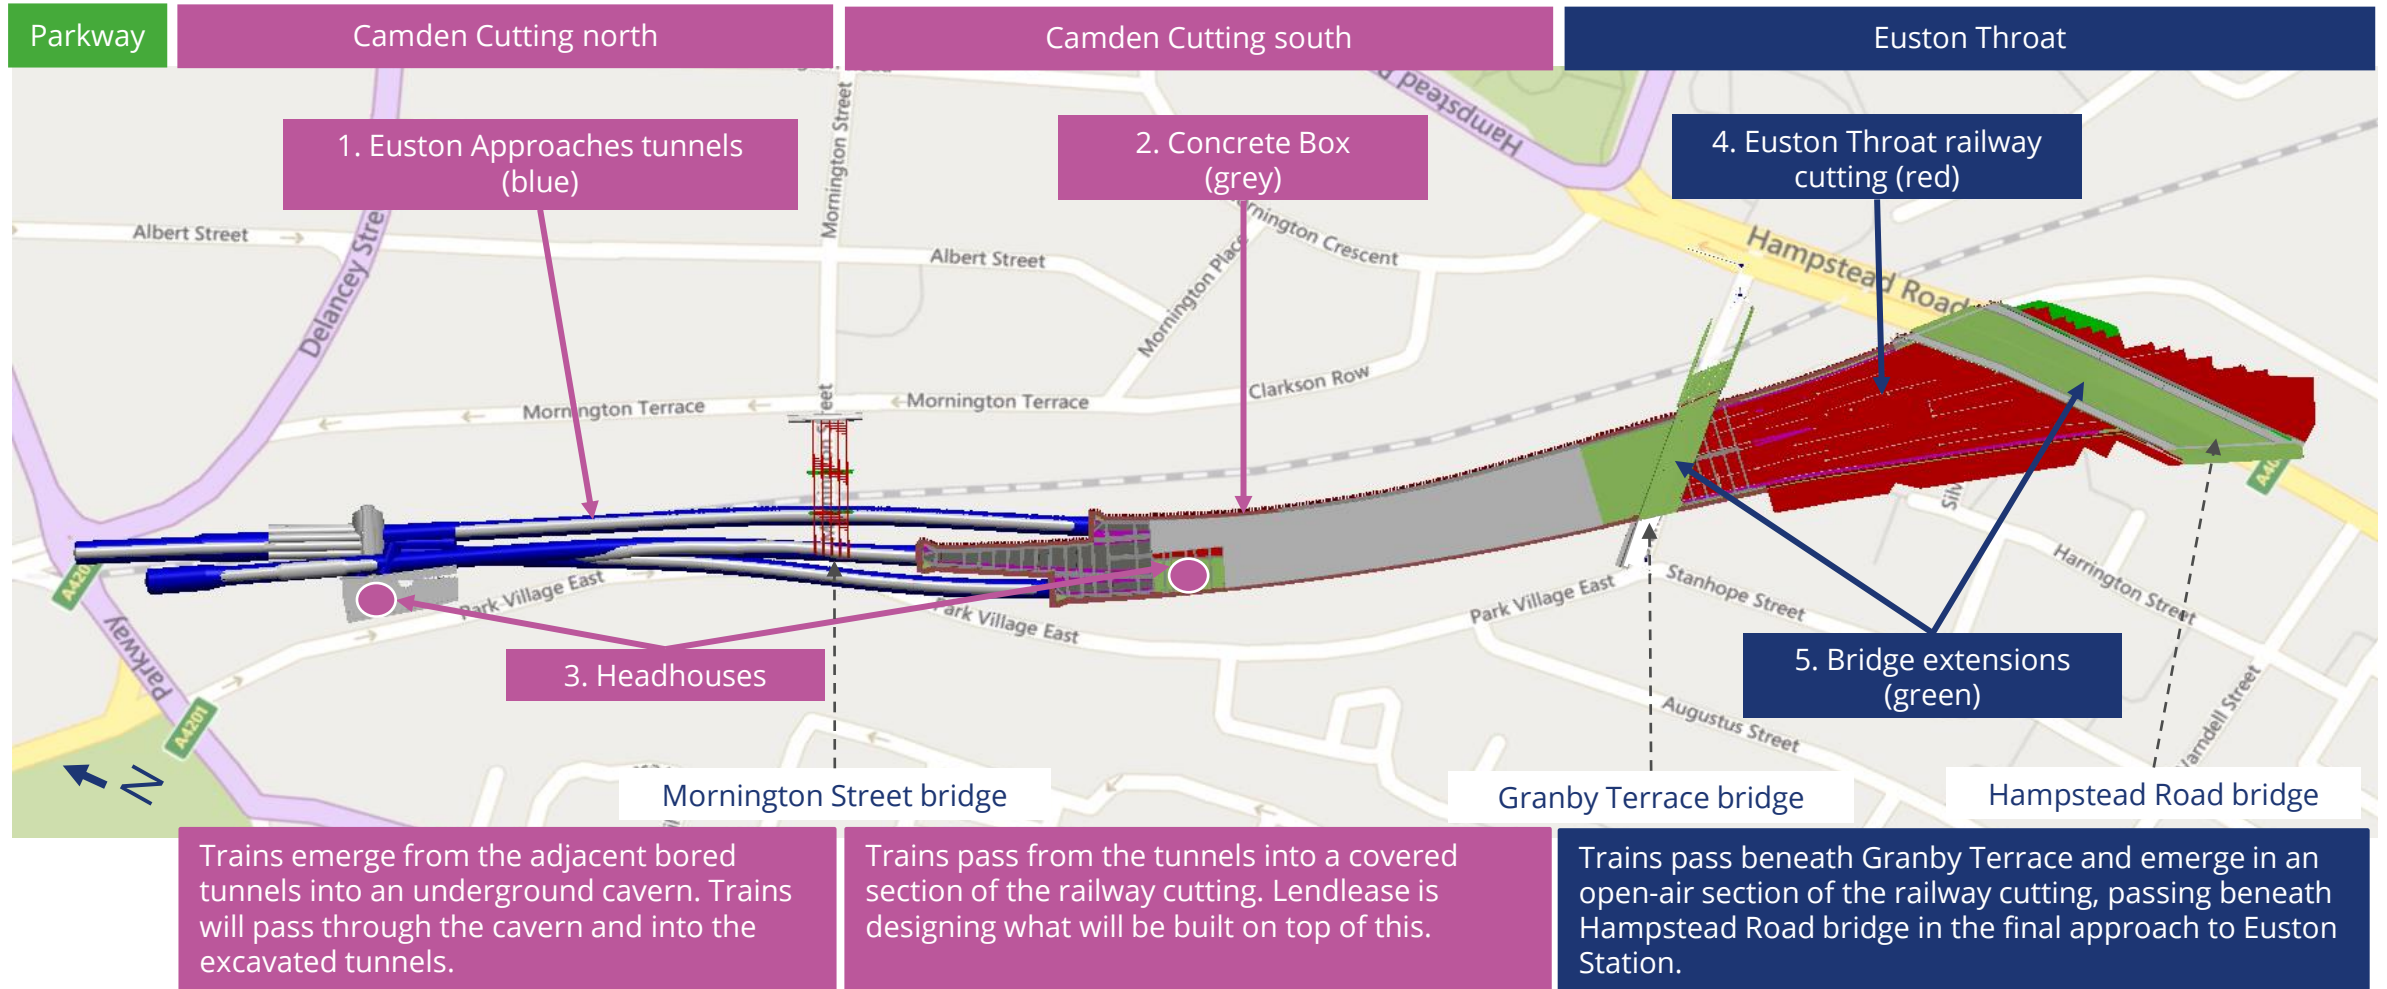 Parkway
Camden Cutting north
Camden Cutting south
Euston Throat
1. Euston Approaches tunnels
(blue)
2. Concrete Box
(grey)
4. Euston Throat railway
cutting (red)
Mornington Street
Hampstead
Albert Street
Delancey
Albert Street
Mornington Place
Crescent
Hampstead Road
Mornington Terrace
Mornington Terrace
Clarkson Row
Park Village East
Park Village East
Park Village East
Stanhope Street
Harrington Street
Augustus Street
Parkway
A4201
3. Headhouses
5. Bridge extensions
(green)
N
Mornington Street bridge
Granby Terrace bridge
Hampstead Road bridge
Trains emerge from the adjacent bored
tunnels into an underground cavern. Trains
will pass through the cavern and into the
excavated tunnels.
Trains pass from the tunnels into a covered
section of the railway cutting. Lendlease is
designing what will be built on top of this.
Trains pass beneath Granby Terrace and emerge in an
open-air section of the railway cutting, passing beneath
Hampstead Road bridge in the final approach to Euston
Station.